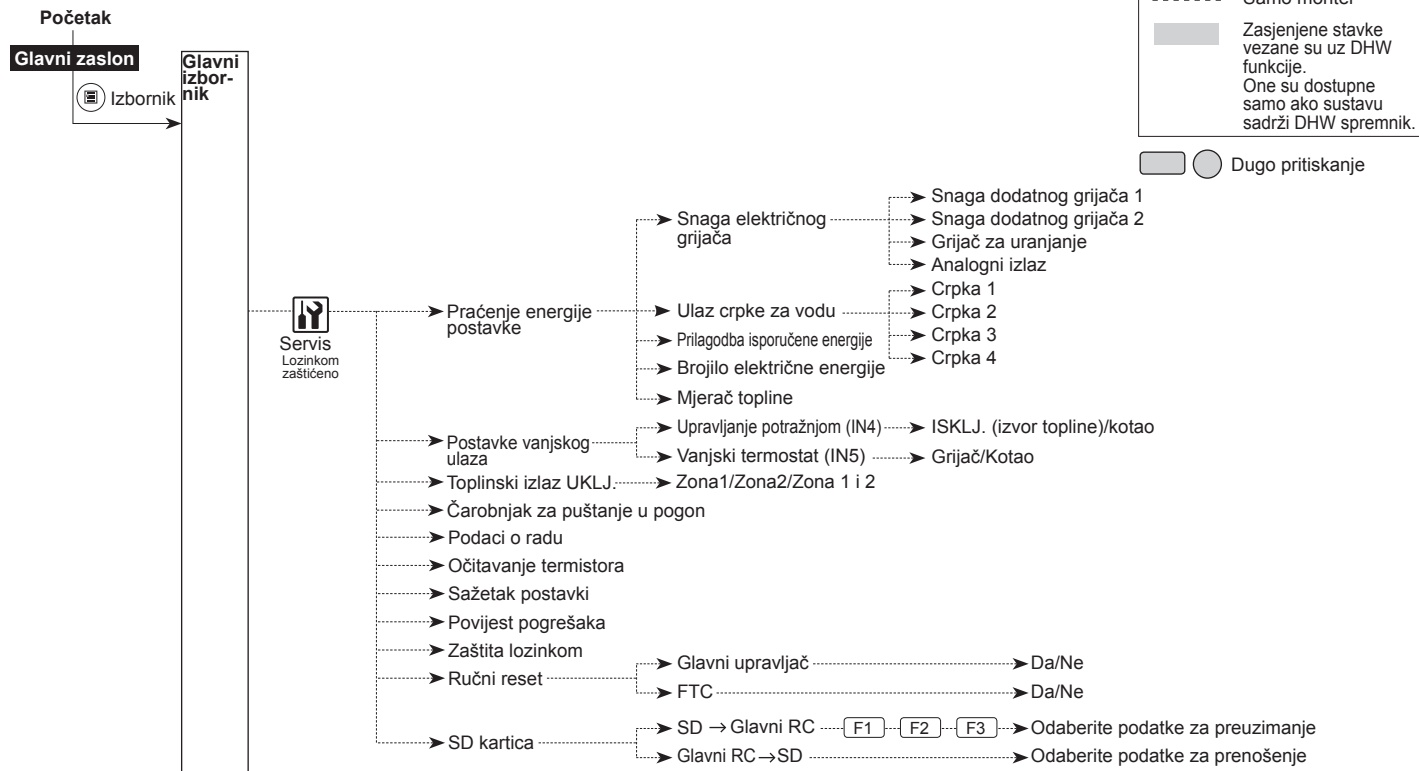 Samo monter
Početak
Zasjenjene stavke
vezane su uz DHW
funkcije.
One su dostupne
samo ako sustavu
sadrži DHW spremnik.
Glavni zaslon
Glavni
izbor-
nik
Izbornik
Dugo pritiskanje
Servis
Lozinkom
zaštićeno
Praćenje energije
postavke
Snaga električnog
grijača
Snaga dodatnog grijača 1
Snaga dodatnog grijača 2
Grijač za uranjanje
Analogni izlaz
Ulaz crpke za vodu
Crpka 1
Crpka 2
Crpka 3
Crpka 4
Prilagodba isporučene energije
Brojilo električne energije
Mjerač topline
Postavke vanjskog
ulaza
Upravljanje potražnjom (IN4)
ISKLJ. (izvor topline)/kotao
Vanjski termostat (IN5)
Grijač/Kotao
Toplinski izlaz UKLJ.
Zona1/Zona2/Zona 1 i 2
Čarobnjak za puštanje u pogon
Podaci o radu
Očitavanje termistora
Sažetak postavki
Povijest pogrešaka
Zaštita lozinkom
Ručni reset
Glavni upravljač
Da/Ne
FTC
Da/Ne
SD kartica
SD → Glavni RC
F1
F2
F3
Odaberite podatke za preuzimanje
Glavni RC→SD
Odaberite podatke za prenošenje